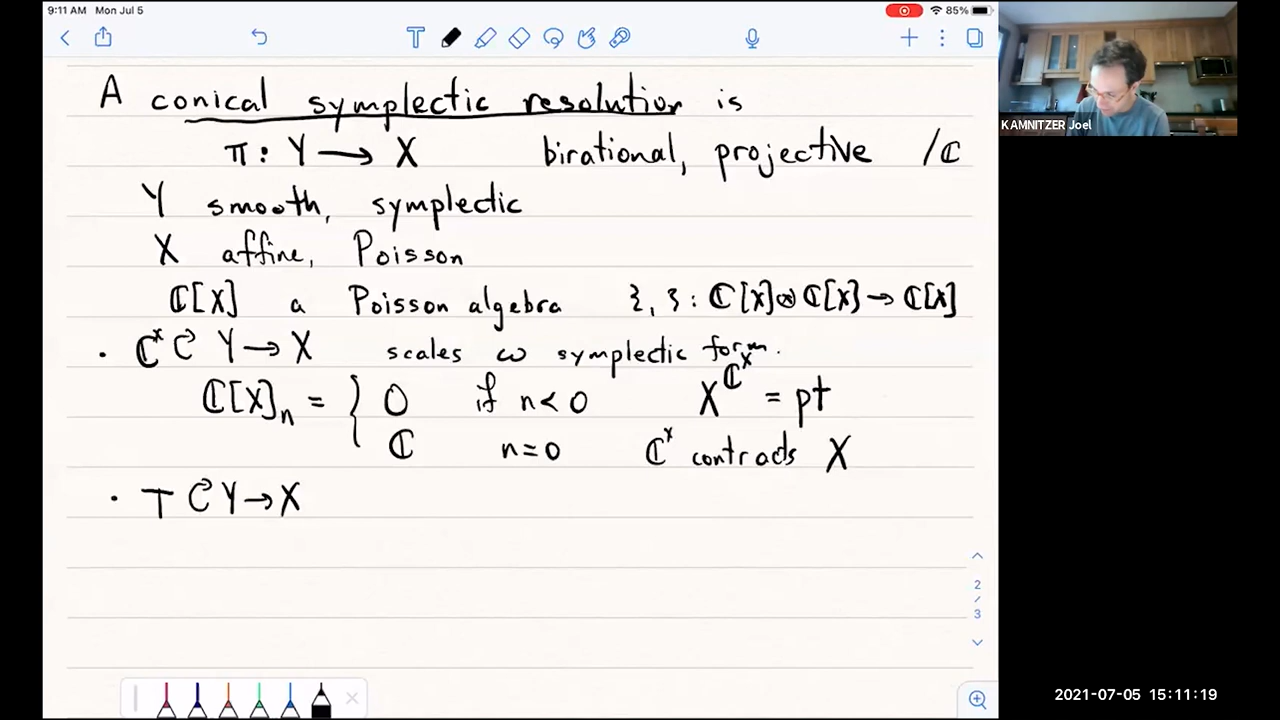 9:11 AM Mon Jul 5
85%
KAMNITZER Joel
A conical symplectic resolution is
π : Y → X birational, projective /ℂ
Y smooth, symplectic
X affine, Poisson
ℂ[X] a Poisson algebra {,} : ℂ[X]⊗ℂ[X] → ℂ[X]
· ℂˣ ↻ Y → X scales ω symplectic form.
ℂ[X]ₙ = { 0 if n<0 X^{ℂˣ} = pt
ℂ n=0 ℂˣ contracts X
· T ↻ Y → X
2
/
3
2021-07-05 15:11:19